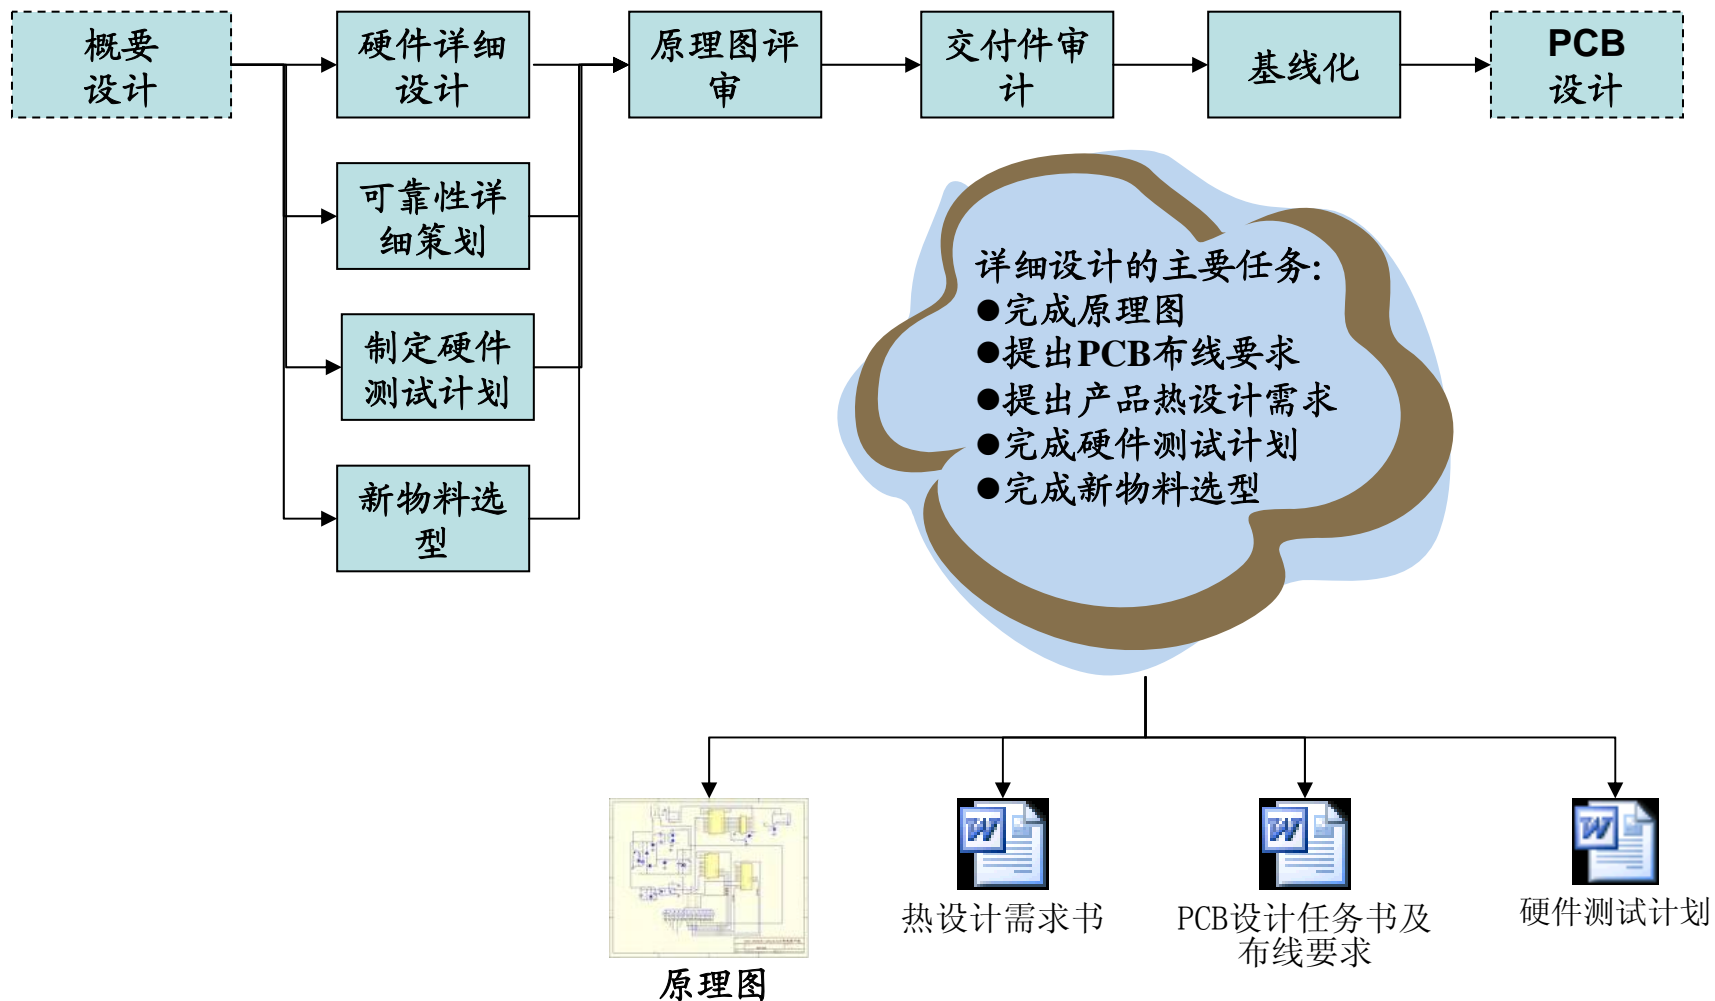 概要
设计
硬件详细
设计
原理图评
审
交付件审
计
基线化
PCB
设计
可靠性详
细策划
制定硬件
测试计划
新物料选
型
详细设计的主要任务:
●完成原理图
●提出PCB布线要求
●提出产品热设计需求
●完成硬件测试计划
●完成新物料选型
原理图
热设计需求书
PCB设计任务书及
布线要求
硬件测试计划